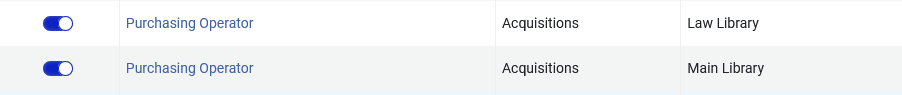 Purchasing Operator Acquisitions Law Library
Purchasing Operator Acquisitions Main Library